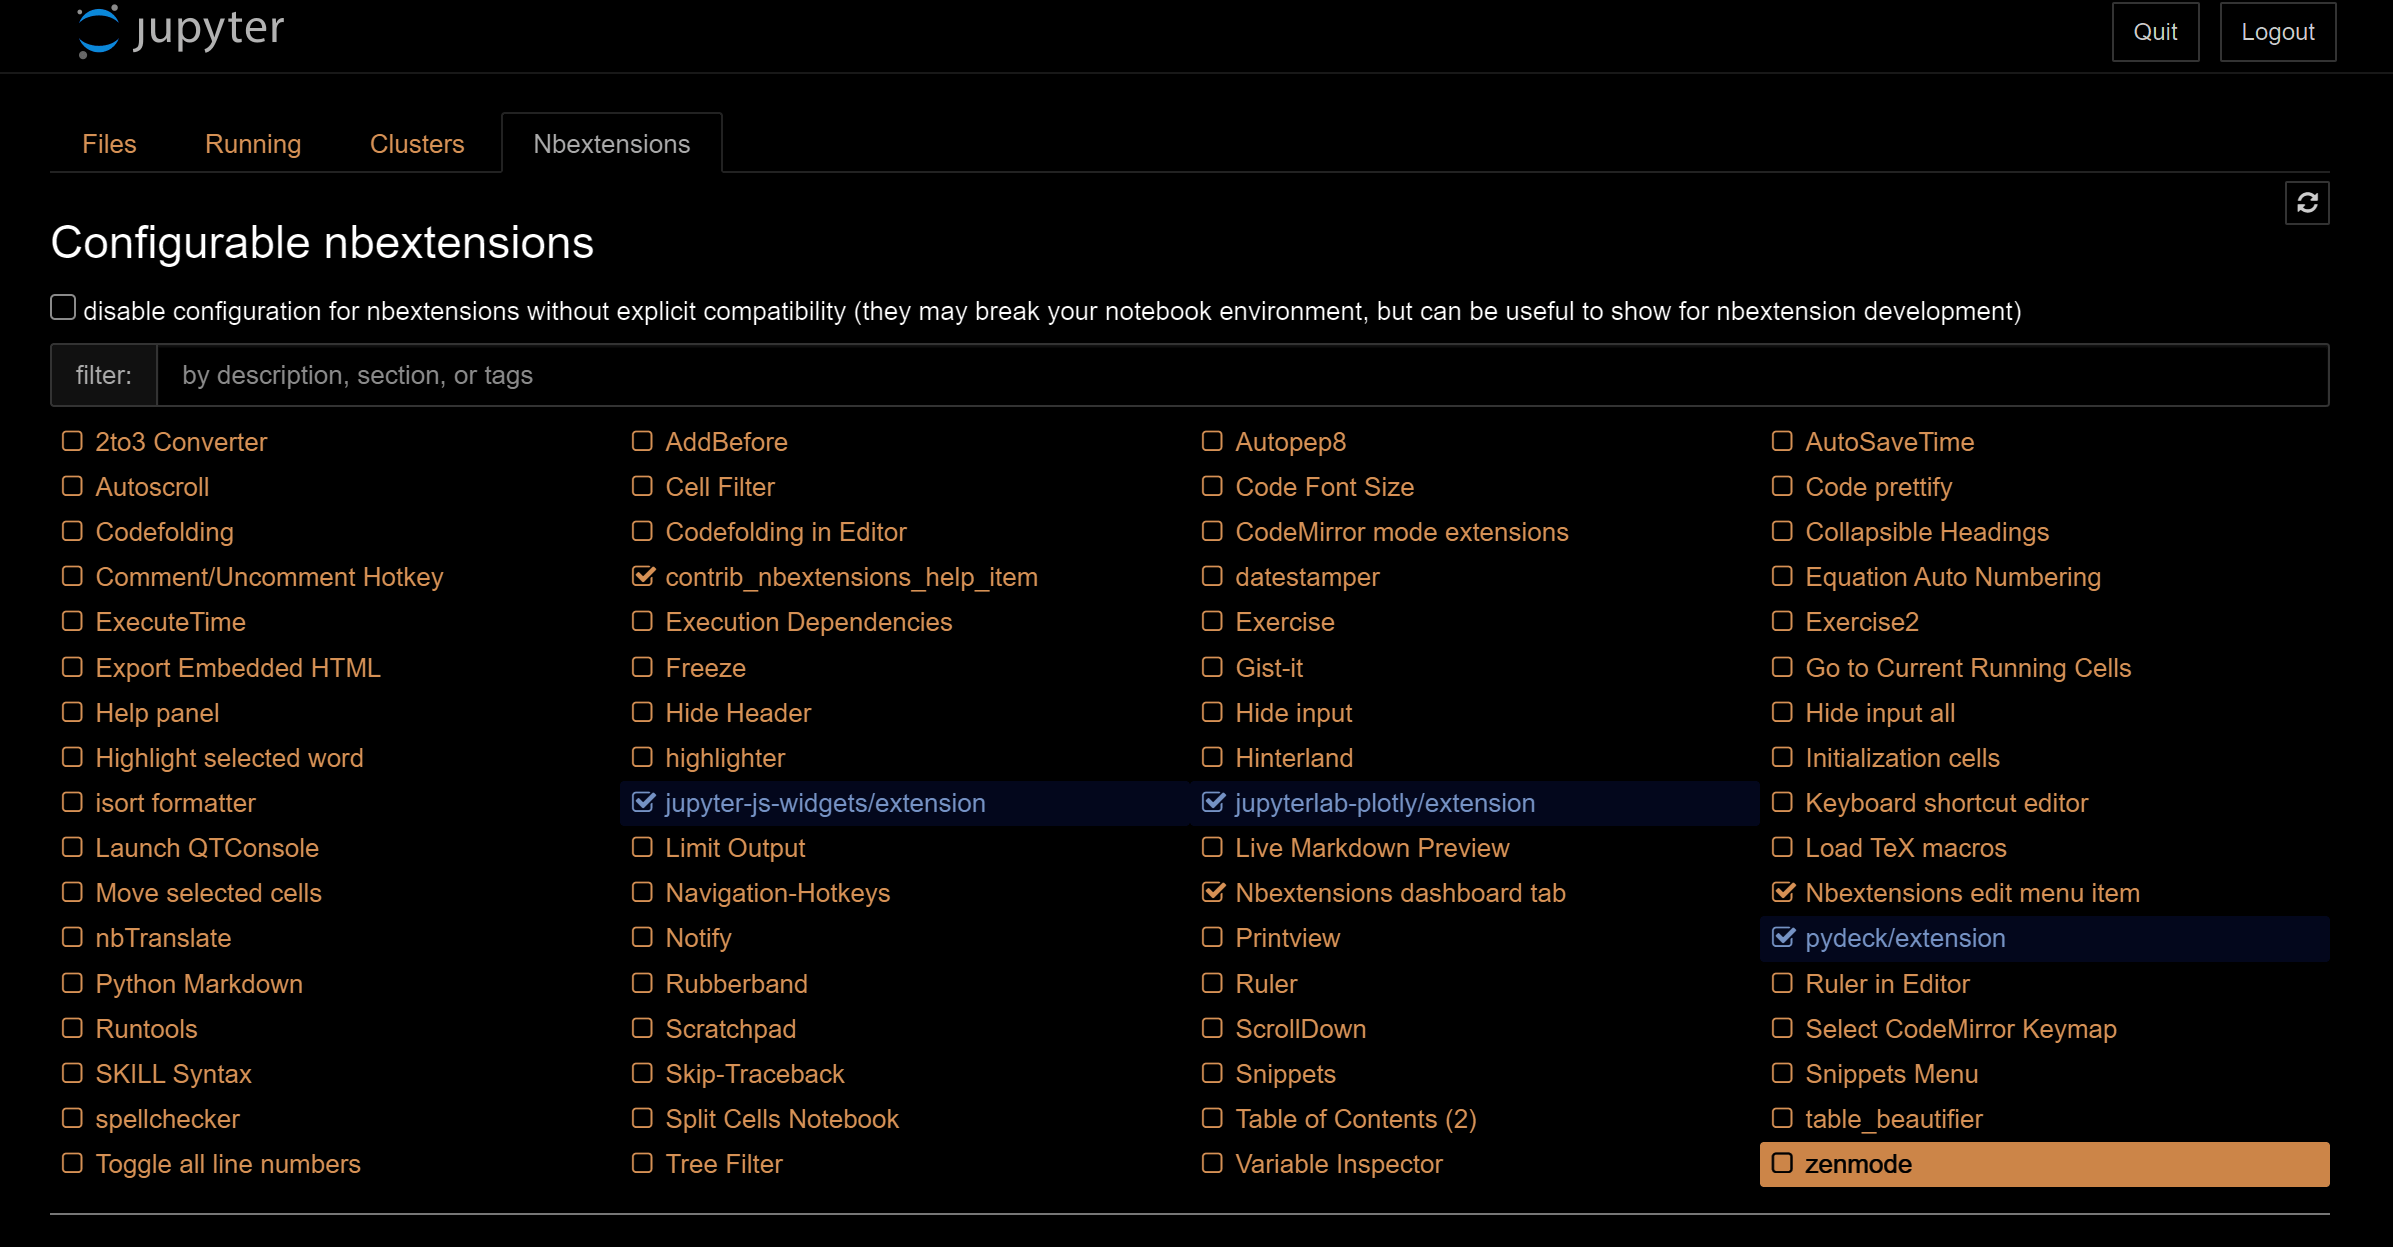 jupyter Quit Logout
Files Running Clusters Nbextensions
Configurable nbextensions
disable configuration for nbextensions without explicit compatibility (they may break your notebook environment, but can be useful to show for nbextension development)
filter: by description, section, or tags
2to3 Converter AddBefore Autopep8 AutoSaveTime
Autoscroll Cell Filter Code Font Size Code prettify
Codefolding Codefolding in Editor CodeMirror mode extensions Collapsible Headings
Comment/Uncomment Hotkey contrib_nbextensions_help_item datestamper Equation Auto Numbering
ExecuteTime Execution Dependencies Exercise Exercise2
Export Embedded HTML Freeze Gist-it Go to Current Running Cells
Help panel Hide Header Hide input Hide input all
Highlight selected word highlighter Hinterland Initialization cells
isort formatter jupyter-js-widgets/extension jupyterlab-plotly/extension Keyboard shortcut editor
Launch QTConsole Limit Output Live Markdown Preview Load TeX macros
Move selected cells Navigation-Hotkeys Nbextensions dashboard tab Nbextensions edit menu item
nbTranslate Notify Printview pydeck/extension
Python Markdown Rubberband Ruler Ruler in Editor
Runtools Scratchpad ScrollDown Select CodeMirror Keymap
SKILL Syntax Skip-Traceback Snippets Snippets Menu
spellchecker Split Cells Notebook Table of Contents (2) table_beautifier
Toggle all line numbers Tree Filter Variable Inspector zenmode